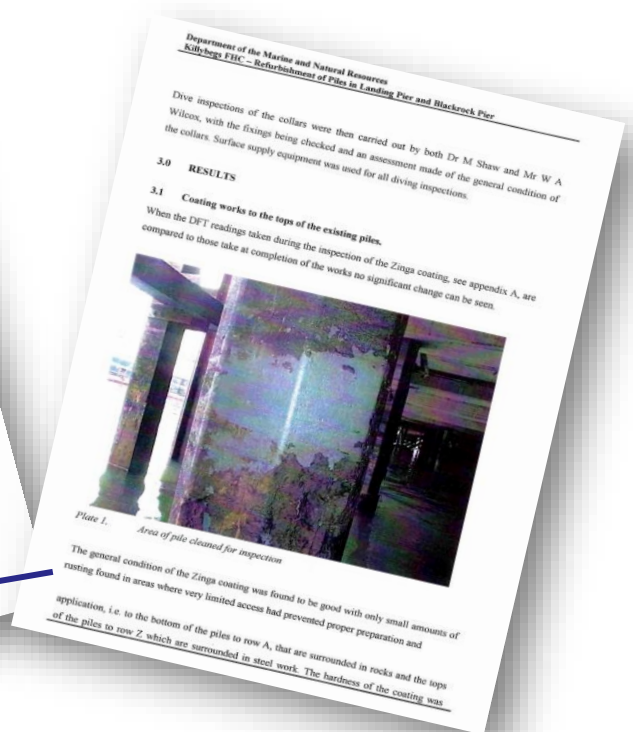 Department of the Marine and Natural Resources
Killybegs FHC – Refurbishment of Piles in Landing Pier and Blackrock Pier
Dive inspections of the collars were then carried out by both Dr M Shaw and Mr W A
Wilcox, with the fixings being checked and an assessment made of the general condition of
the collars. Surface supply equipment was used for all diving inspections.
3.0 RESULTS
3.1 Coating works to the tops of the existing piles.
When the DFT readings taken during the inspection of the Zinga coating, see appendix A, are
compared to those take at completion of the works no significant change can be seen.
Plate 1. Area of pile cleaned for inspection
The general condition of the Zinga coating was found to be good with only small amounts of
rusting found in areas where very limited access had prevented proper preparation and
application, i.e. to the bottom of the piles to row A, that are surrounded in rocks and the tops
of the piles to row Z which are surrounded in steel work. The hardness of the coating was